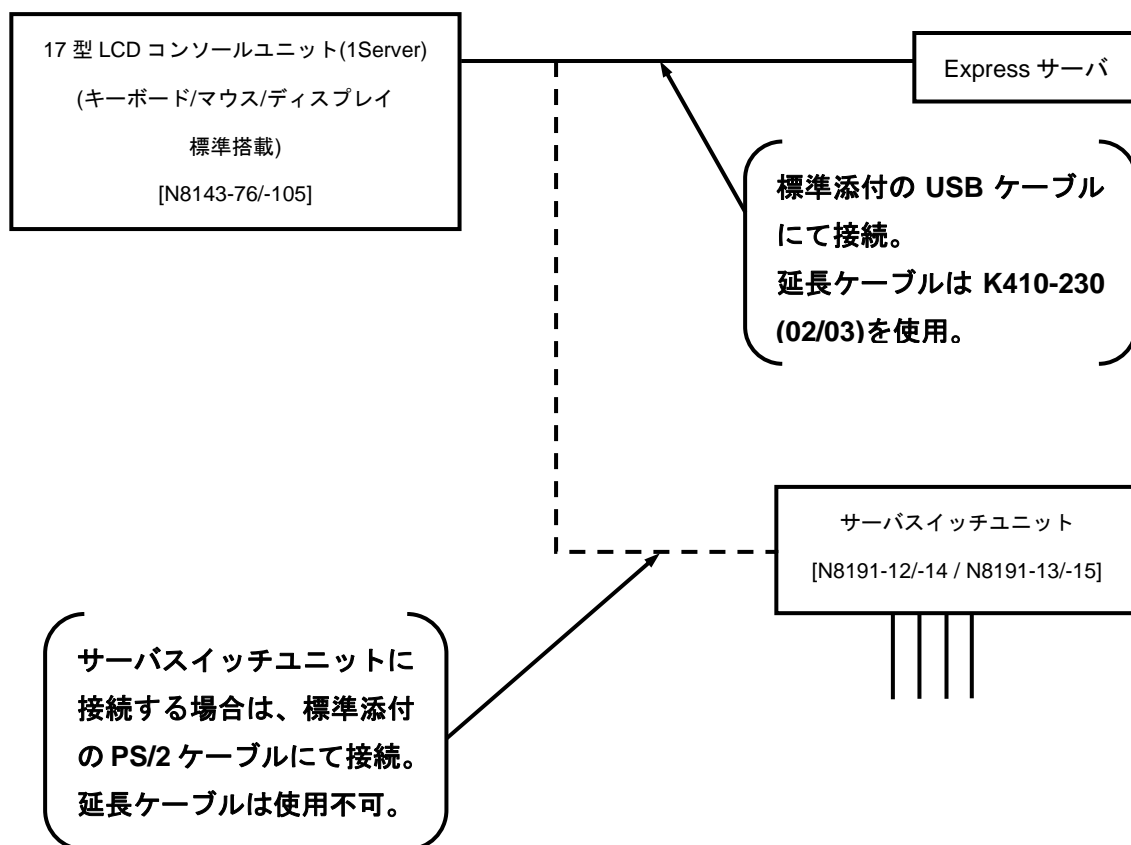 17 型 LCD コンソールユニット(1Server)
(キーボード/マウス/ディスプレイ
標準搭載)
[N8143-76/-105]
Express サーバ
標準添付の USB ケーブル
にて接続。
延長ケーブルは K410-230
(02/03)を使用。
サーバスイッチユニット
[N8191-12/-14 / N8191-13/-15]
サーバスイッチユニットに
接続する場合は、標準添付
の PS/2 ケーブルにて接続。
延長ケーブルは使用不可。